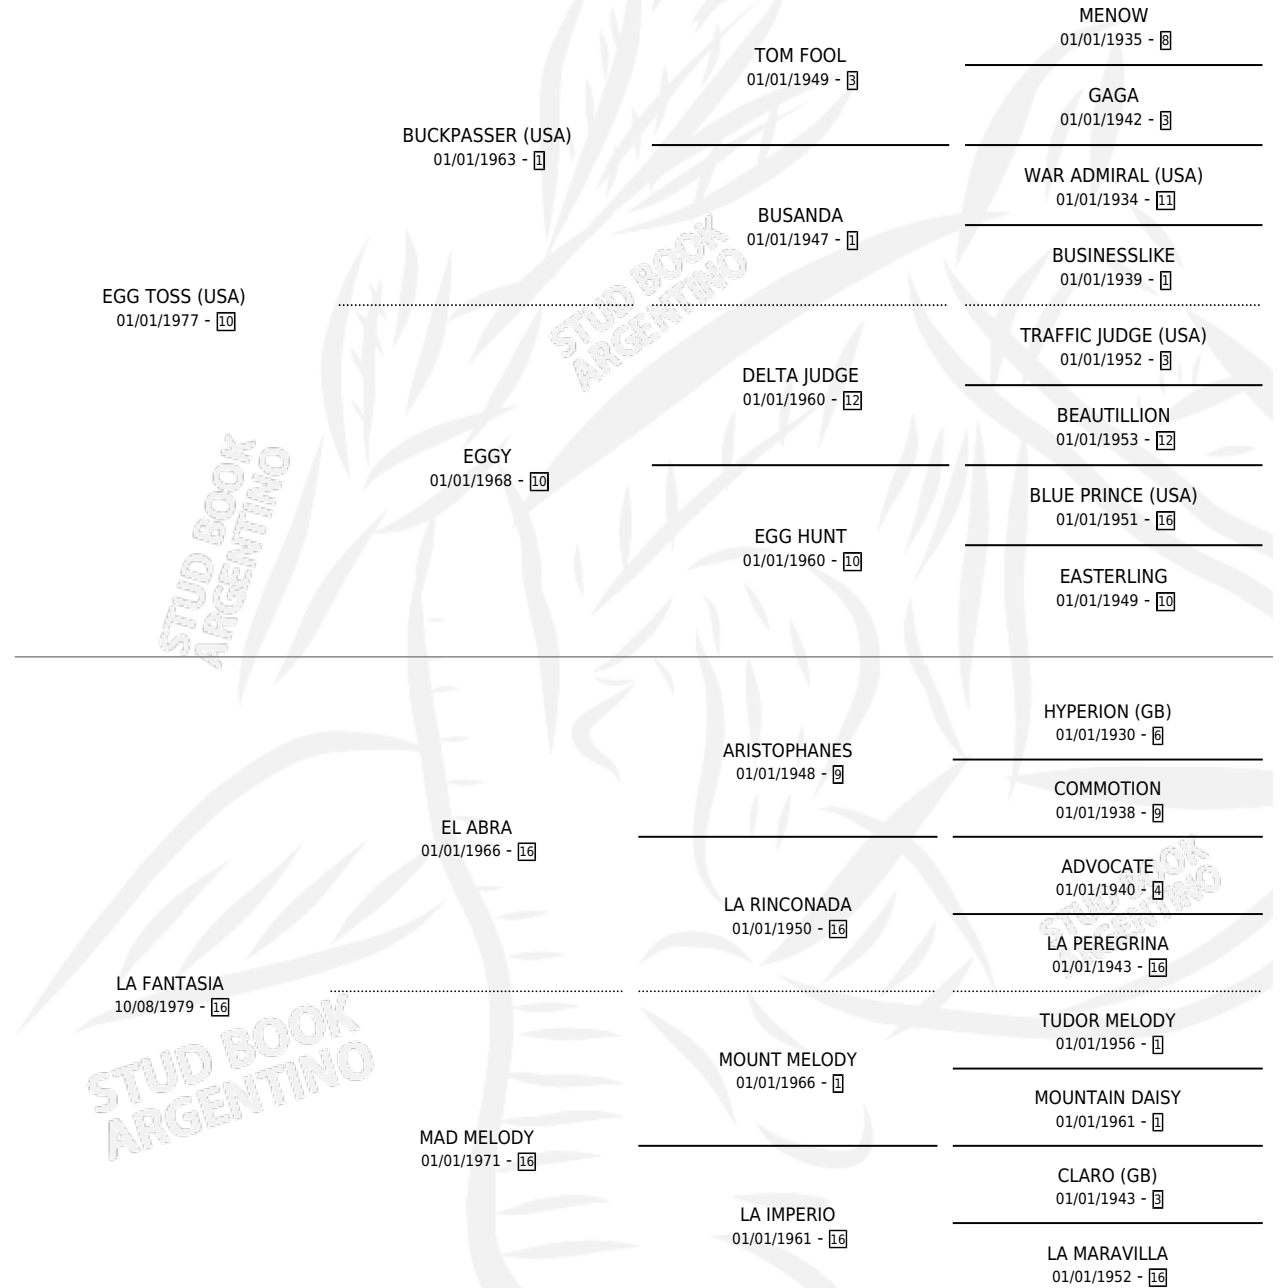 MENOW
01/01/1935 - 8
TOM FOOL
01/01/1949 - 3
GAGA
01/01/1942 - 3
BUCKPASSER (USA)
01/01/1963 - 1
WAR ADMIRAL (USA)
01/01/1934 - 11
BUSANDA
01/01/1947 - 1
BUSINESSLIKE
01/01/1939 - 1
EGG TOSS (USA)
01/01/1977 - 10
TRAFFIC JUDGE (USA)
01/01/1952 - 3
DELTA JUDGE
01/01/1960 - 12
BEAUTILLION
01/01/1953 - 12
EGGY
01/01/1968 - 10
BLUE PRINCE (USA)
01/01/1951 - 16
EGG HUNT
01/01/1960 - 10
EASTERLING
01/01/1949 - 10
HYPERION (GB)
01/01/1930 - 6
ARISTOPHANES
01/01/1948 - 9
COMMOTION
01/01/1938 - 9
EL ABRA
01/01/1966 - 16
ADVOCATE
01/01/1940 - 4
LA RINCONADA
01/01/1950 - 16
LA PEREGRINA
01/01/1943 - 16
LA FANTASIA
10/08/1979 - 16
TUDOR MELODY
01/01/1956 - 1
MOUNT MELODY
01/01/1966 - 1
MOUNTAIN DAISY
01/01/1961 - 1
MAD MELODY
01/01/1971 - 16
CLARO (GB)
01/01/1943 - 3
LA IMPERIO
01/01/1961 - 16
LA MARAVILLA
01/01/1952 - 16
STUD BOOK
ARGENTINO
STUD BOOK
ARGENTINO
STUD BOOK
ARGENTINO
STUD BOOK
ARGENTINO